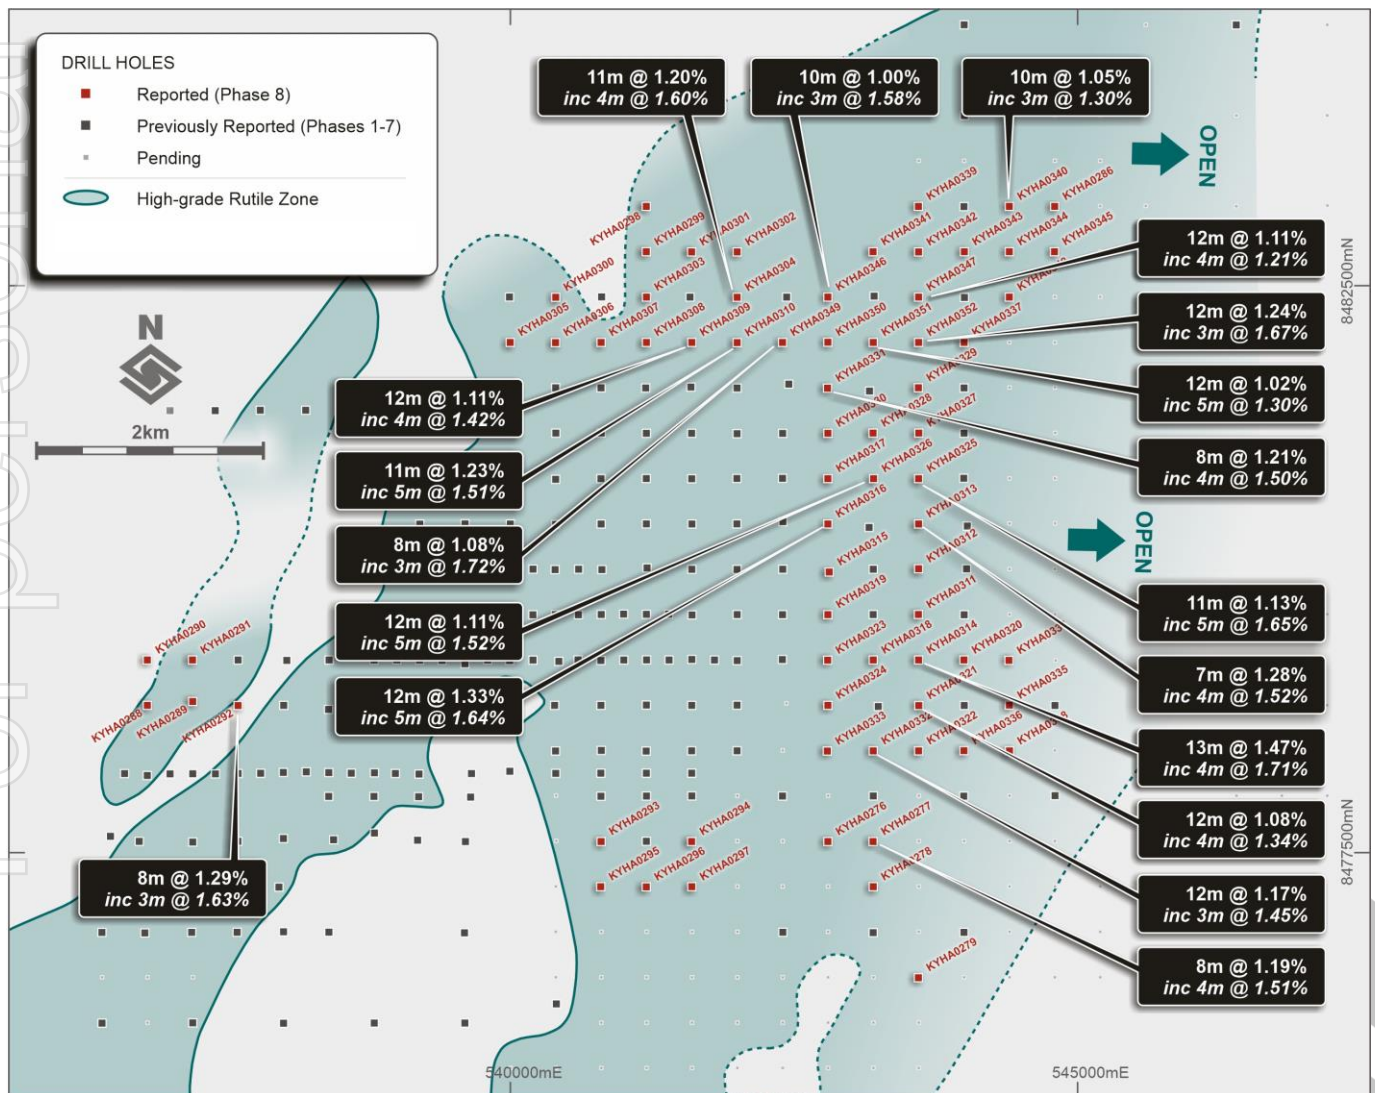 DRILL HOLES
Reported (Phase 8)
Previously Reported (Phases 1-7)
Pending
High-grade Rutile Zone
11m @ 1.20%
inc 4m @ 1.60%
10m @ 1.00%
inc 3m @ 1.58%
10m @ 1.05%
inc 3m @ 1.30%
OPEN
KYHA0339
KYHA0340
KYHA0286
KYHA0298
KYHA0299
KYHA0301
KYHA0302
KYHA0341
KYHA0342
KYHA0343
KYHA0344
KYHA0345
12m @ 1.11%
inc 4m @ 1.21%
KYHA0300
KYHA0303
KYHA0304
KYHA0346
KYHA0347
8482500mN
N
2km
KYHA0305
KYHA0306
KYHA0307
KYHA0308
KYHA0309
KYHA0310
KYHA0349
KYHA0350
KYHA0351
KYHA0352
KYHA0337
12m @ 1.24%
inc 3m @ 1.67%
KYHA0331
KYHA0329
12m @ 1.11%
inc 4m @ 1.42%
12m @ 1.02%
inc 5m @ 1.30%
KYHA0328
KYHA0327
11m @ 1.23%
inc 5m @ 1.51%
KYHA0317
KYHA0326
KYHA0325
8m @ 1.21%
inc 4m @ 1.50%
KYHA0316
KYHA0313
8m @ 1.08%
inc 3m @ 1.72%
KYHA0315
KYHA0312
OPEN
KYHA0319
KYHA0311
12m @ 1.11%
inc 5m @ 1.52%
11m @ 1.13%
inc 5m @ 1.65%
KYHA0290
KYHA0291
KYHA0323
KYHA0318
KYHA0314
KYHA0320
12m @ 1.33%
inc 5m @ 1.64%
7m @ 1.28%
inc 4m @ 1.52%
KYHA0288
KYHA0289
KYHA0292
KYHA0324
KYHA0335
KYHA0333
KYHA0332
KYHA0322
KYHA0336
13m @ 1.47%
inc 4m @ 1.71%
12m @ 1.08%
inc 4m @ 1.34%
KYHA0293
KYHA0294
KYHA0276
KYHA0277
8477500mN
KYHA0295
KYHA0296
KYHA0297
8m @ 1.29%
inc 3m @ 1.63%
12m @ 1.17%
inc 3m @ 1.45%
KYHA0279
8m @ 1.19%
inc 4m @ 1.51%
540000mE
545000mE